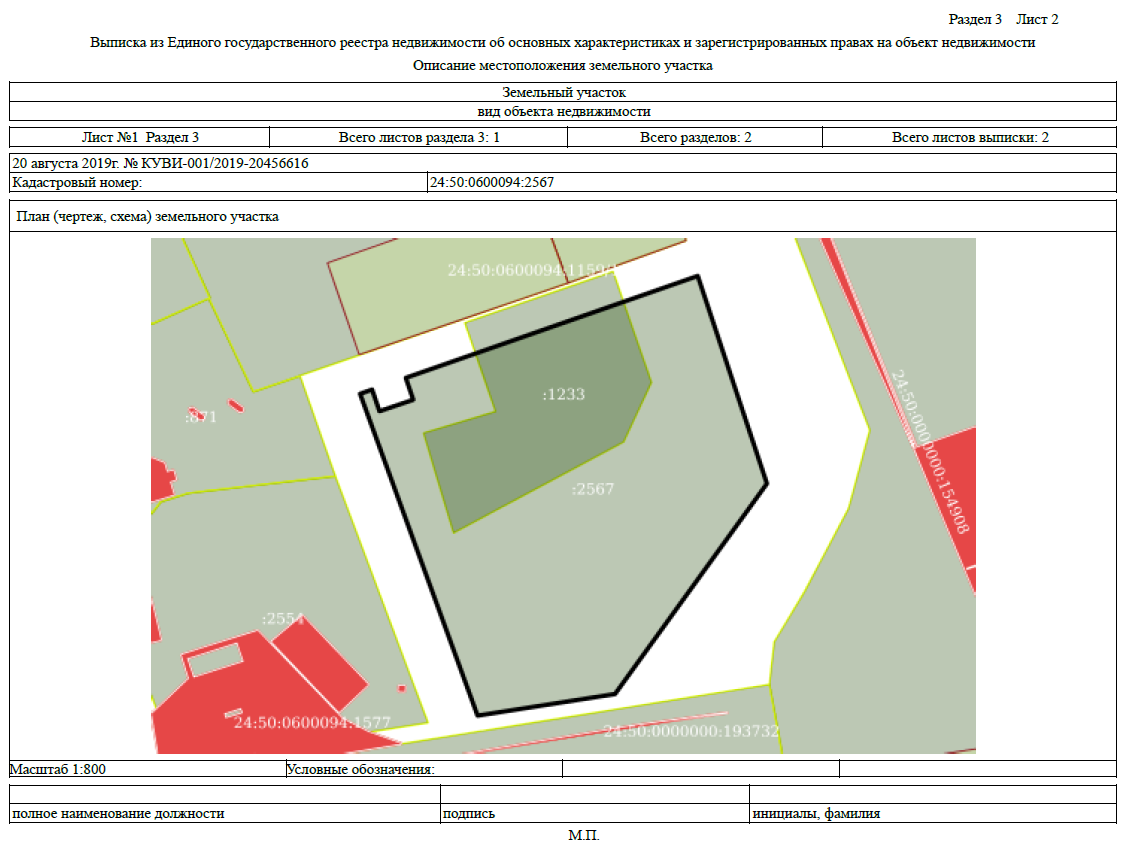 Раздел 3 Лист 2
Выписка из Единого государственного реестра недвижимости об основных характеристиках и зарегистрированных правах на объект недвижимости
Описание местоположения земельного участка
Земельный участок
вид объекта недвижимости
Лист №1 Раздел 3 Всего листов раздела 3: 1 Всего разделов: 2 Всего листов выписки: 2
20 августа 2019г. № КУВИ-001/2019-20456616
Кадастровый номер: 24:50:0600094:2567
План (чертеж, схема) земельного участка
:1233
24:50:0000000:154908
:871
:2567
:2554
24:50:0600094:1577
24:50:0000000:193732
Масштаб 1:800 Условные обозначения:
полное наименование должности подпись инициалы, фамилия
М.П.